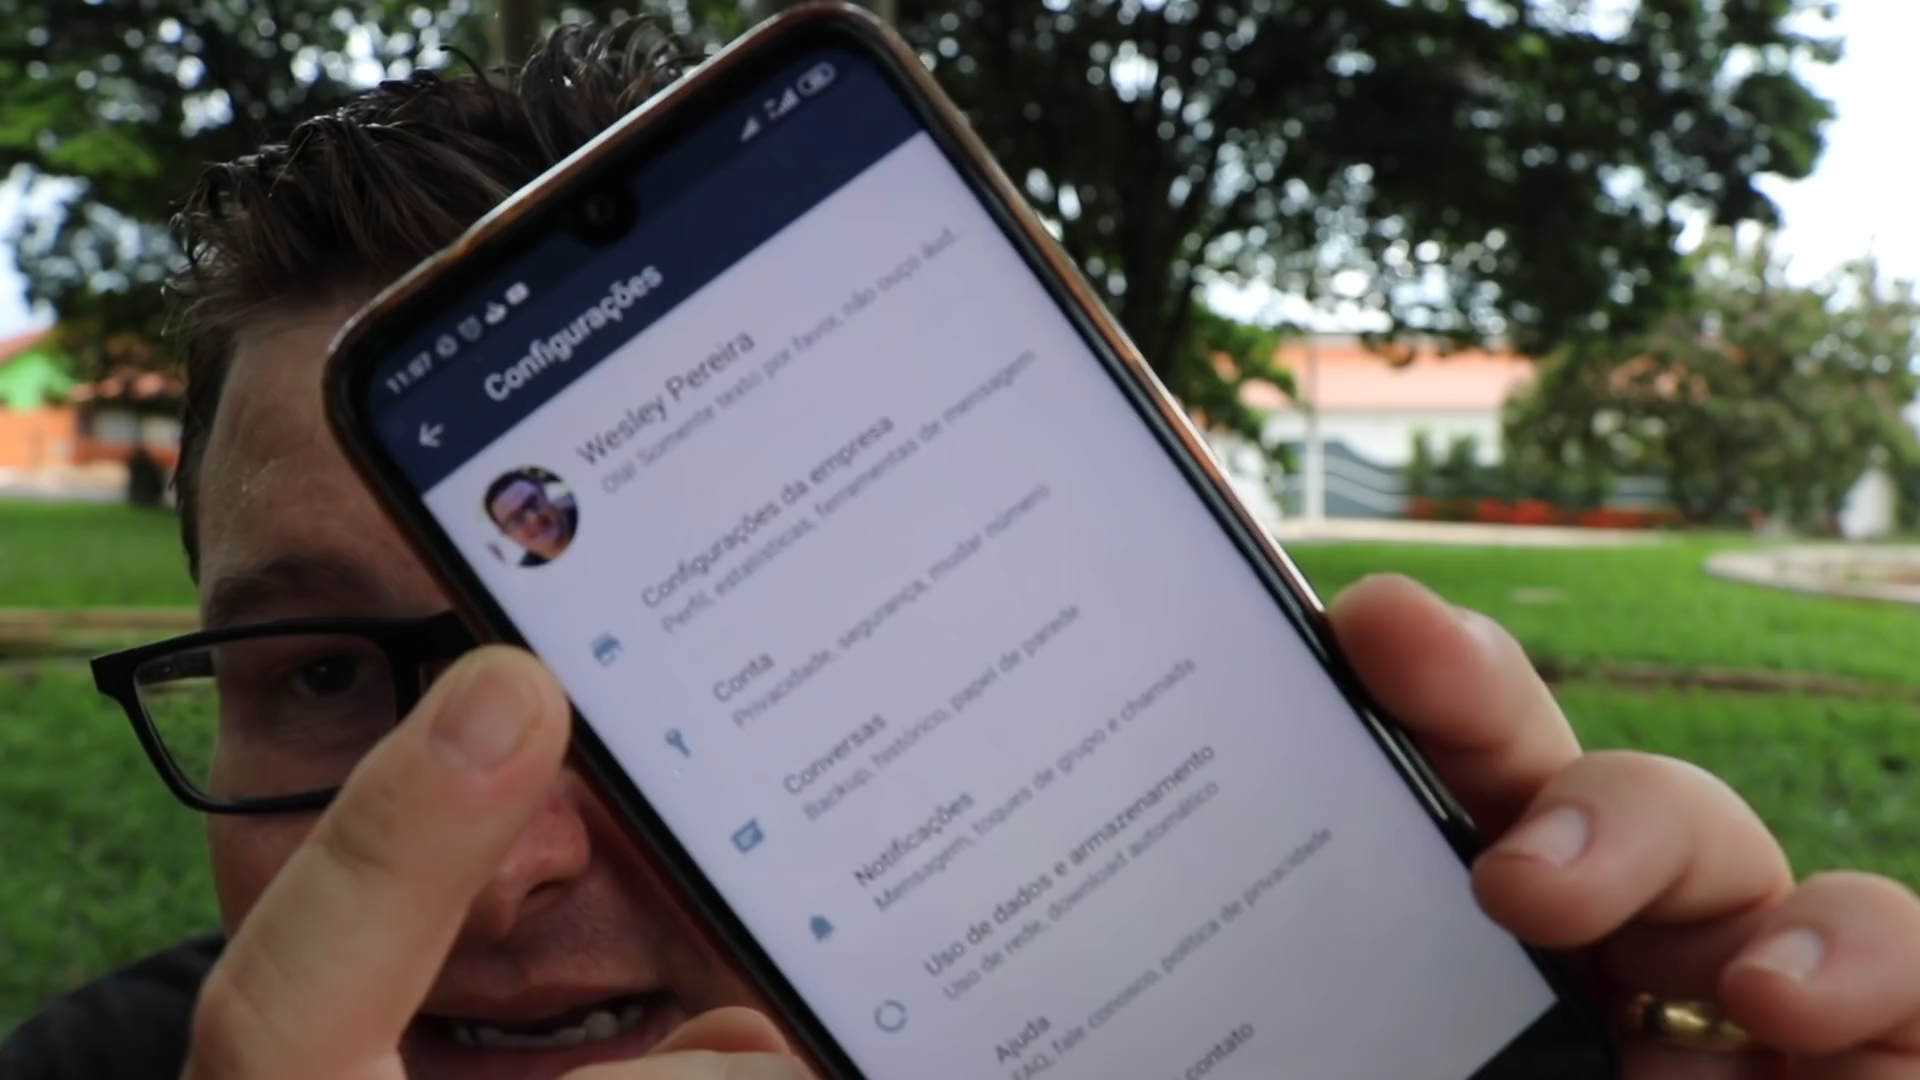 11:07
Configurações
Wesley Pereira
Olá! Somente texto por favor, não ouço áud...
Configurações da empresa
Perfil, estatísticas, ferramentas de mensagem
Conta
Privacidade, segurança, mudar número
Conversas
Backup, histórico, papel de parede
Notificações
Mensagem, toques de grupo e chamada
Uso de dados e armazenamento
Uso de rede, download automático
Ajuda
FAQ, fale conosco, política de privacidade
contato